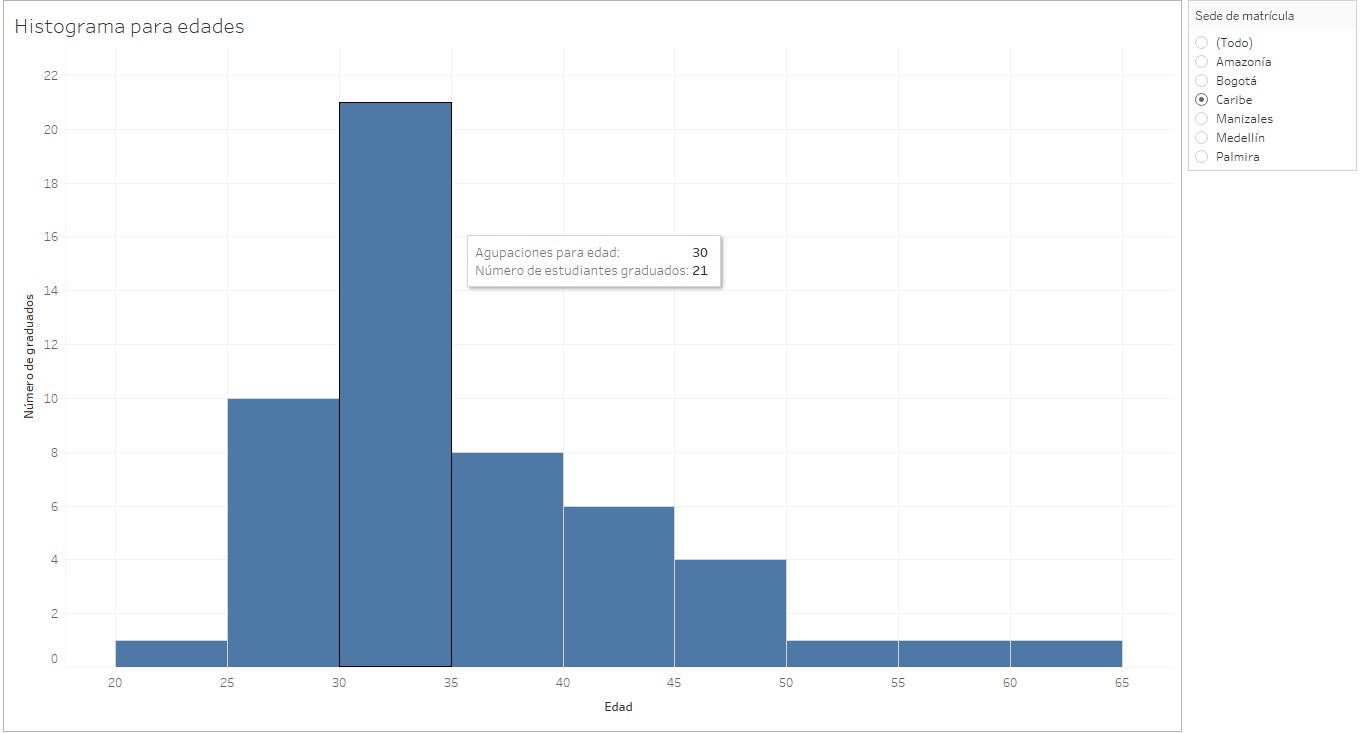 Histograma para edades
22
20
18
16
14
12
10
8
6
4
2
0
Número de graduados
Agupaciones para edad: 30
Número de estudiantes graduados: 21
20 25 30 35 40 45 50 55 60 65
Edad
Sede de matrícula
(Todo)
Amazonía
Bogotá
Caribe
Manizales
Medellín
Palmira